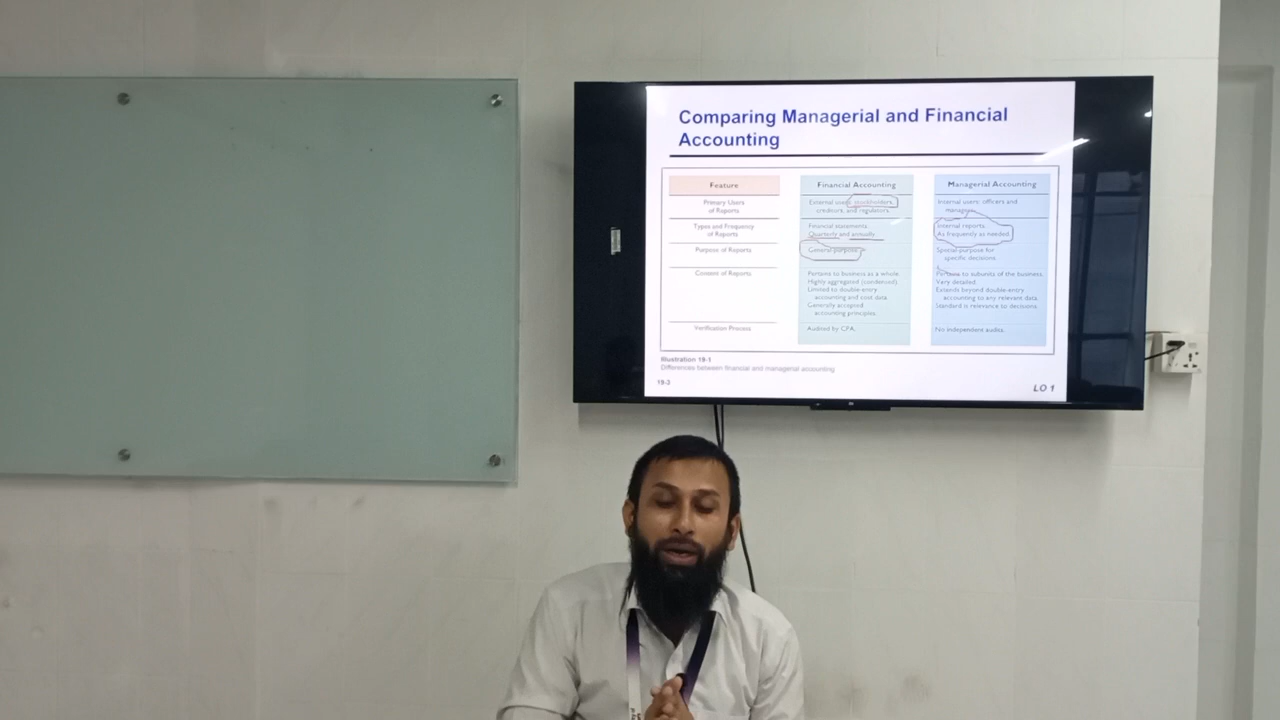 Comparing Managerial and Financial
Accounting
Feature
Financial Accounting
Managerial Accounting
Primary Users
of Reports
External users: stockholders,
creditors, and regulators.
Internal users: officers and
managers.
Types and Frequency
of Reports
Financial statements.
Quarterly and annually.
Internal reports.
As frequently as needed.
Purpose of Reports
General-purpose.
Special-purpose for
specific decisions.
Content of Reports
Pertains to business as a whole.
Highly aggregated (condensed).
Limited to double-entry
accounting and cost data.
Generally accepted
accounting principles.
Pertains to subunits of the business.
Very detailed.
Extends beyond double-entry
accounting to any relevant data.
Standard is relevance to decisions.
Verification Process
Audited by CPA.
No independent audits.
Illustration 19-1
Differences between financial and managerial accounting
19-3
LO 1